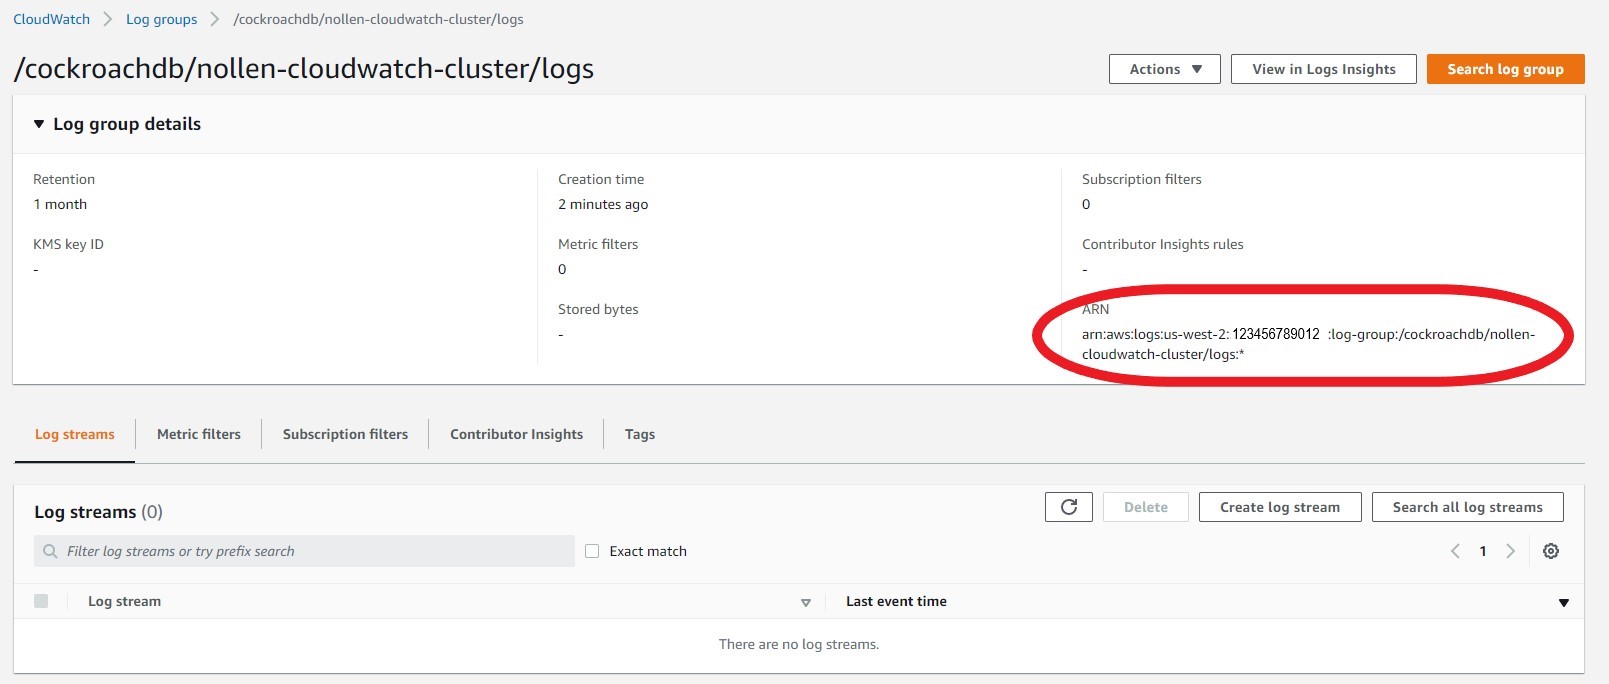 CloudWatch > Log groups > /cockroachdb/nollen-cloudwatch-cluster/logs
/cockroachdb/nollen-cloudwatch-cluster/logs
Actions ▼ View in Logs Insights Search log group
▼ Log group details
Retention
1 month
KMS key ID
-
Creation time
2 minutes ago
Metric filters
0
Stored bytes
-
Subscription filters
0
Contributor Insights rules
-
ARN
arn:aws:logs:us-west-2: 123456789012 :log-group:/cockroachdb/nollen-
cloudwatch-cluster/logs:*
Log streams Metric filters Subscription filters Contributor Insights Tags
Log streams (0)
Delete Create log stream Search all log streams
Filter log streams or try prefix search Exact match < 1 >
Log stream Last event time
There are no log streams.